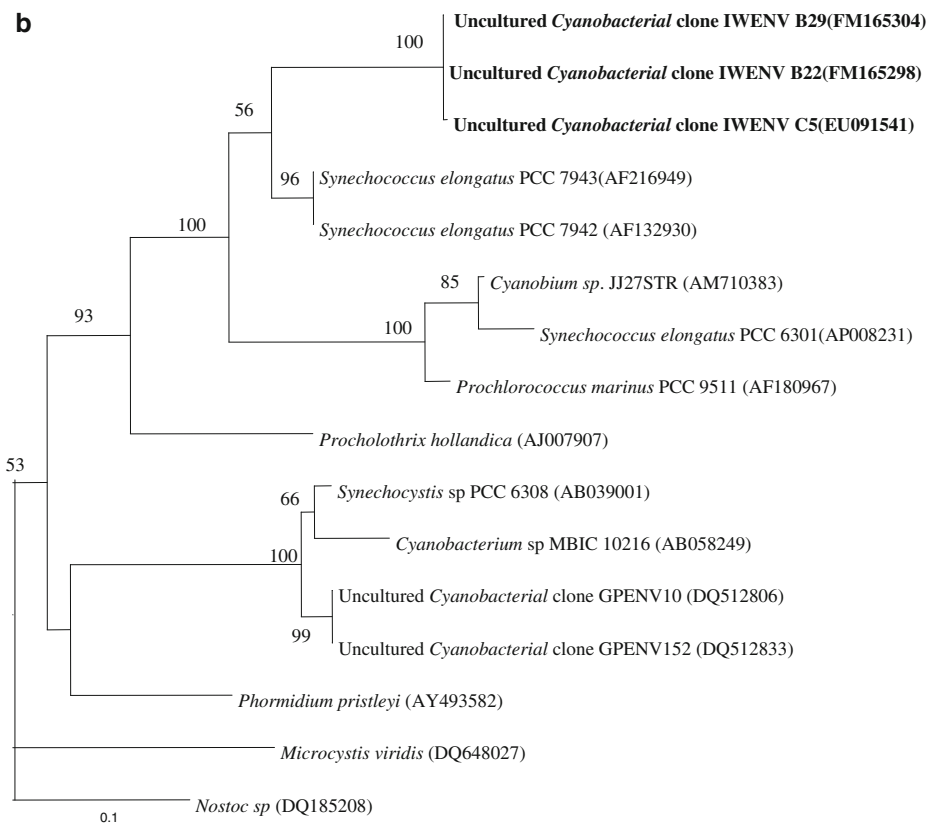 b
Uncultured Cyanobacterial clone IWENV B29(FM165304)
100
Uncultured Cyanobacterial clone IWENV B22(FM165298)
56
Uncultured Cyanobacterial clone IWENV C5(EU091541)
96
Synechococcus elongatus PCC 7943(AF216949)
100
Synechococcus elongatus PCC 7942 (AF132930)
85
Cyanobium sp. JJ27STR (AM710383)
93
100
Synechococcus elongatus PCC 6301(AP008231)
Prochlorococcus marinus PCC 9511 (AF180967)
Procholothrix hollandica (AJ007907)
53
66
Synechocystis sp PCC 6308 (AB039001)
100
Cyanobacterium sp MBIC 10216 (AB058249)
Uncultured Cyanobacterial clone GPENV10 (DQ512806)
99
Uncultured Cyanobacterial clone GPENV152 (DQ512833)
Phormidium pristleyi (AY493582)
Microcystis viridis (DQ648027)
Nostoc sp (DQ185208)
0.1